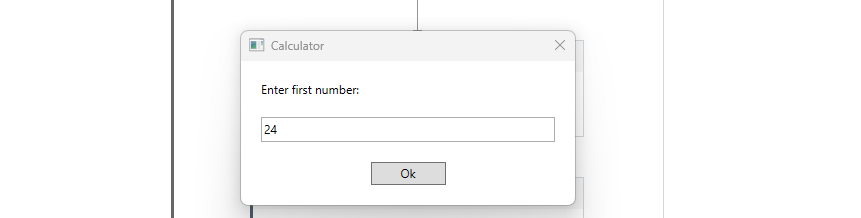 Calculator
Enter first number:
24
Ok